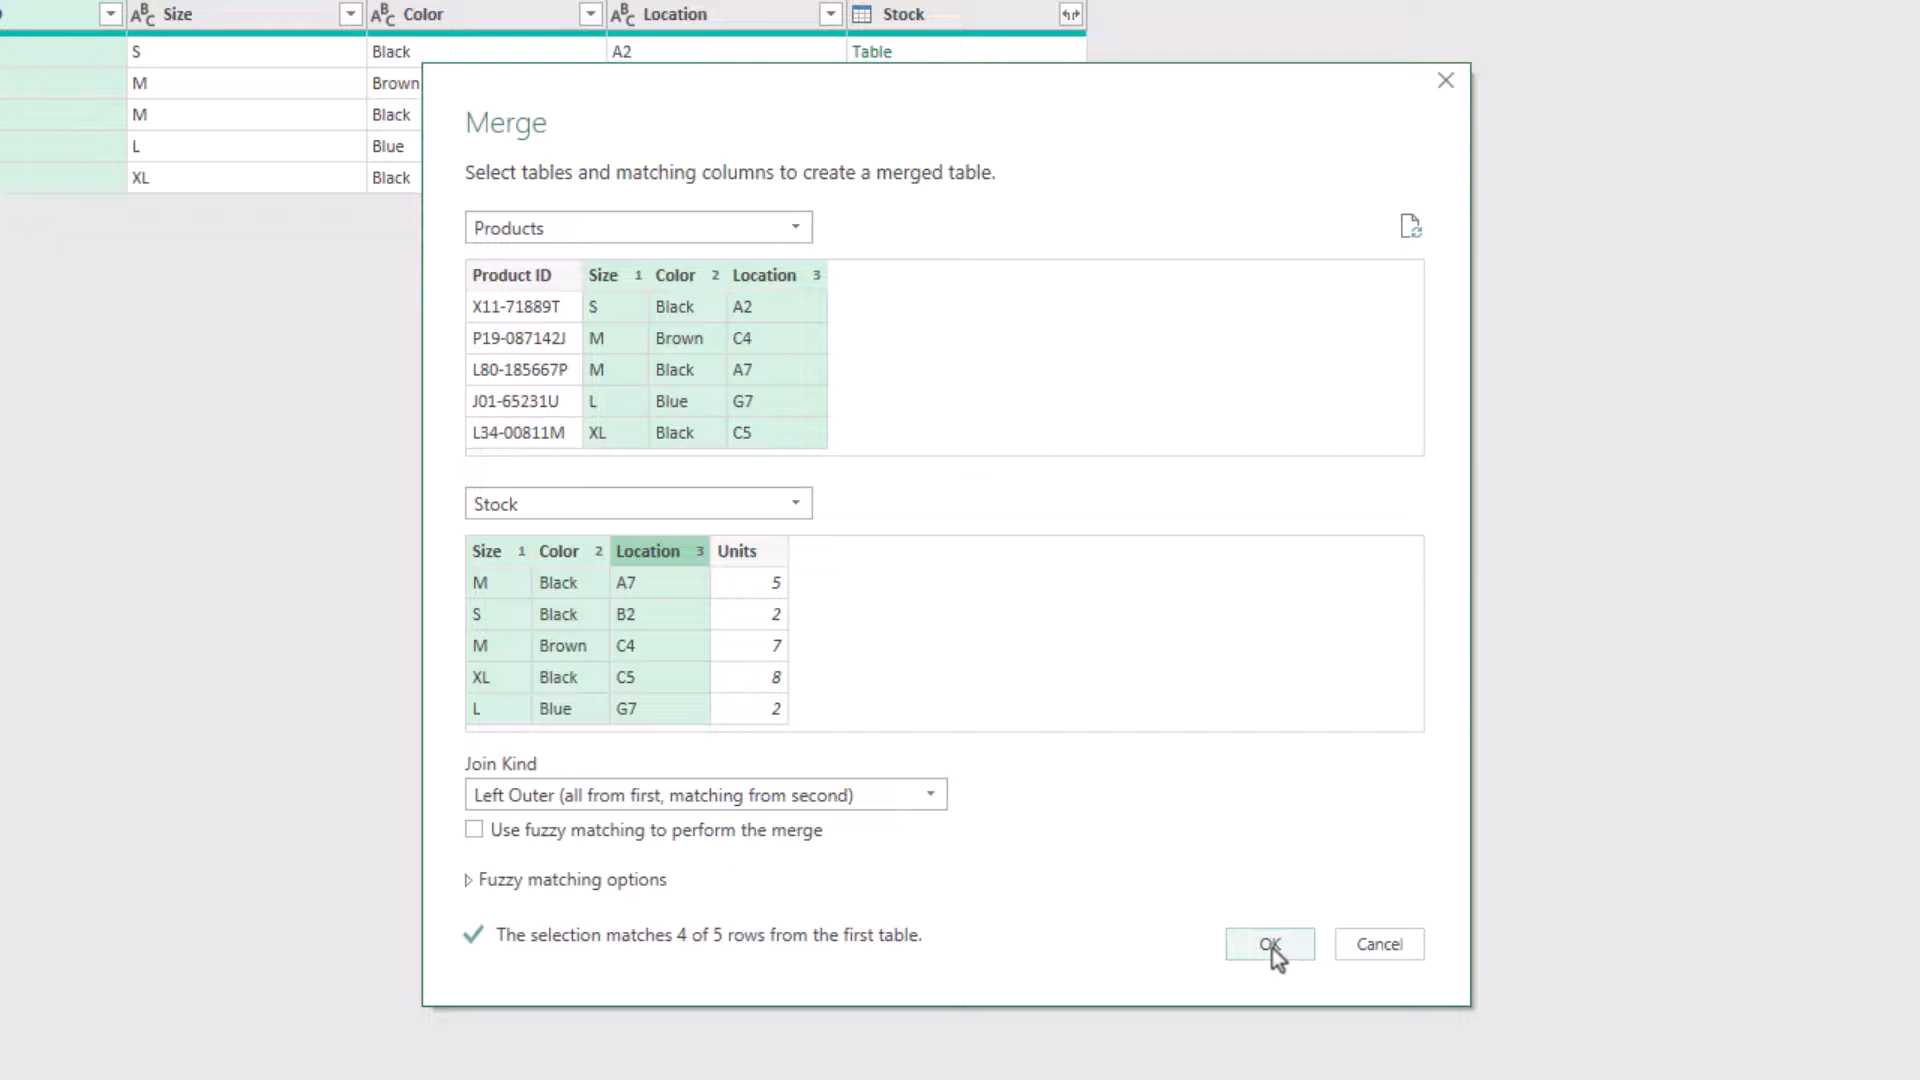 Size Color Location Stock
S Black A2 Table
M Brown
M Black
L Blue
XL Black
Merge
Select tables and matching columns to create a merged table.
Products
Product ID Size 1 Color 2 Location 3
X11-71889T S Black A2
P19-087142J M Brown C4
L80-185667P M Black A7
J01-65231U L Blue G7
L34-00811M XL Black C5
Stock
Size 1 Color 2 Location 3 Units
M Black A7 5
S Black B2 2
M Brown C4 7
XL Black C5 8
L Blue G7 2
Join Kind
Left Outer (all from first, matching from second)
Use fuzzy matching to perform the merge
Fuzzy matching options
The selection matches 4 of 5 rows from the first table.
OK Cancel